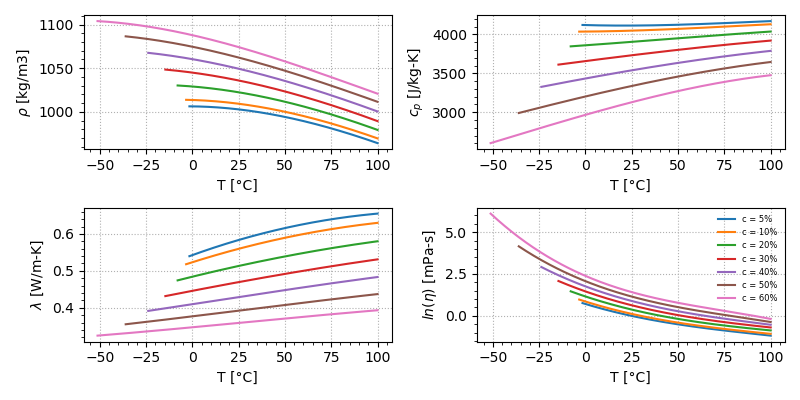 ρ [kg/m3]
1100
1050
1000
−50 −25 0 25 50 75 100
T [°C]
c_p [J/kg-K]
4000
3500
3000
−50 −25 0 25 50 75 100
T [°C]
λ [W/m-K]
0.6
0.5
0.4
−50 −25 0 25 50 75 100
T [°C]
ln(η) [mPa-s]
5.0
2.5
0.0
−50 −25 0 25 50 75 100
T [°C]
c = 5%
c = 10%
c = 20%
c = 30%
c = 40%
c = 50%
c = 60%